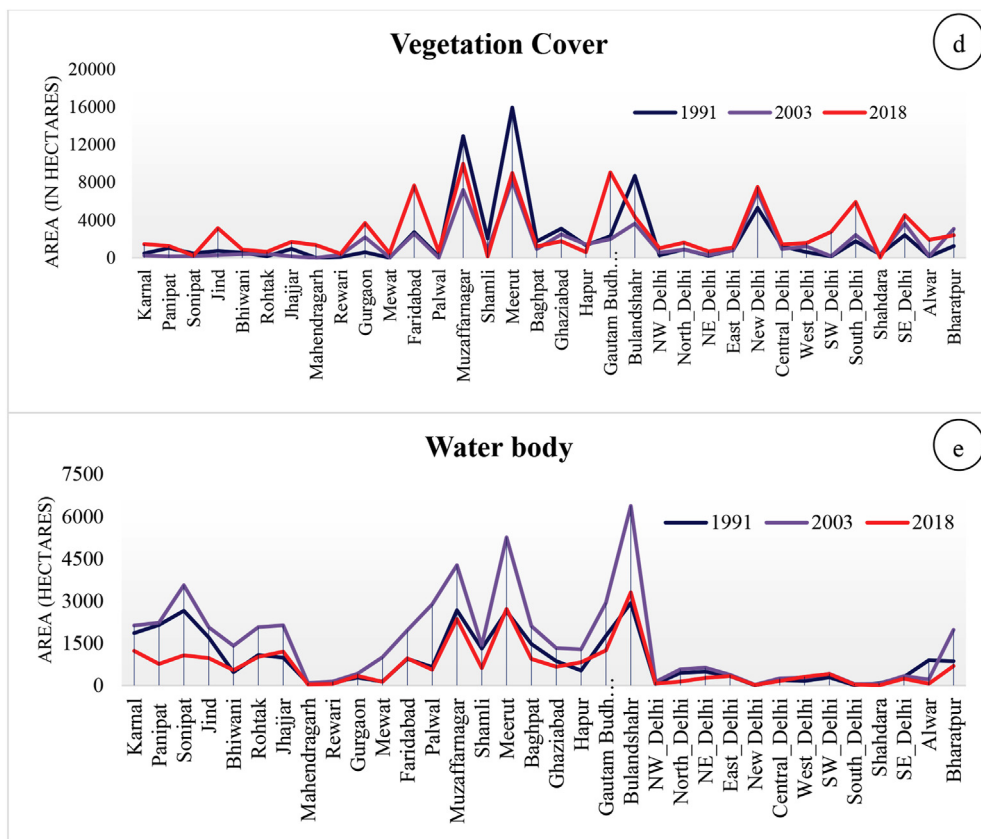 Vegetation Cover
d
AREA (IN HECTARES)
20000
16000
12000
8000
4000
0
1991
2003
2018
Karnal
Panipat
Sonipat
Jind
Bhiwani
Rohtak
Jhajjar
Mahendragarh
Rewari
Gurgaon
Mewat
Faridabad
Palwal
Muzaffarnagar
Shamli
Meerut
Baghpat
Ghaziabad
Hapur
Gautam Budh…
Bulandshahr
NW_Delhi
North_Delhi
NE_Delhi
East_Delhi
New Delhi
Central_Delhi
West_Delhi
SW_Delhi
South_Delhi
Shahdara
SE_Delhi
Alwar
Bharatpur
Water body
e
AREA (HECTARES)
7500
6000
4500
3000
1500
0
1991
2003
2018
Karnal
Panipat
Sonipat
Jind
Bhiwani
Rohtak
Jhajjar
Mahendragarh
Rewari
Gurgaon
Mewat
Faridabad
Palwal
Muzaffarnagar
Shamli
Meerut
Baghpat
Ghaziabad
Hapur
Gautam Budh…
Bulandshahr
NW_Delhi
North_Delhi
NE_Delhi
East_Delhi
New Delhi
Central_Delhi
West_Delhi
SW_Delhi
South_Delhi
Shahdara
SE_Delhi
Alwar
Bharatpur